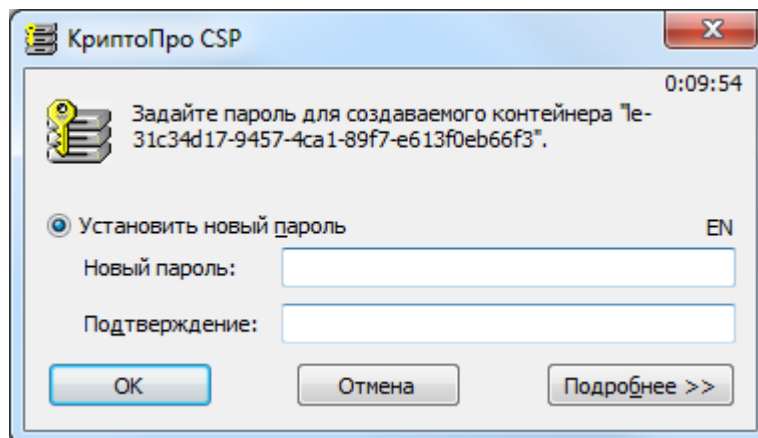 КриптоПро CSP
0:09:54
Задайте пароль для создаваемого контейнера "le-
31c34d17-9457-4ca1-89f7-e613f0eb66f3".
Установить новый пароль EN
Новый пароль:
Подтверждение:
ОК Отмена Подробнее >>